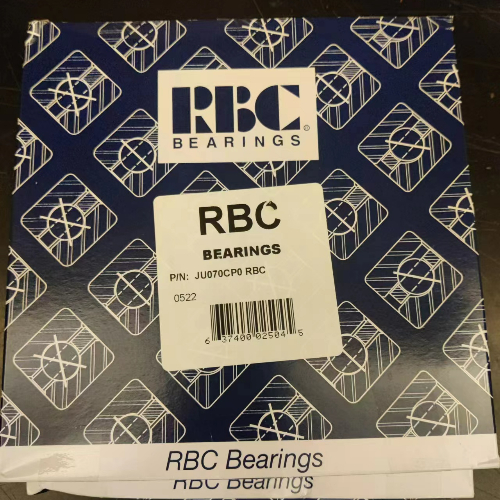 RBC
BEARINGS
RBC
BEARINGS
P/N: JU070CP0 RBC
0522
6 37400 02504 5
RBC Bearings
RBC Bearings